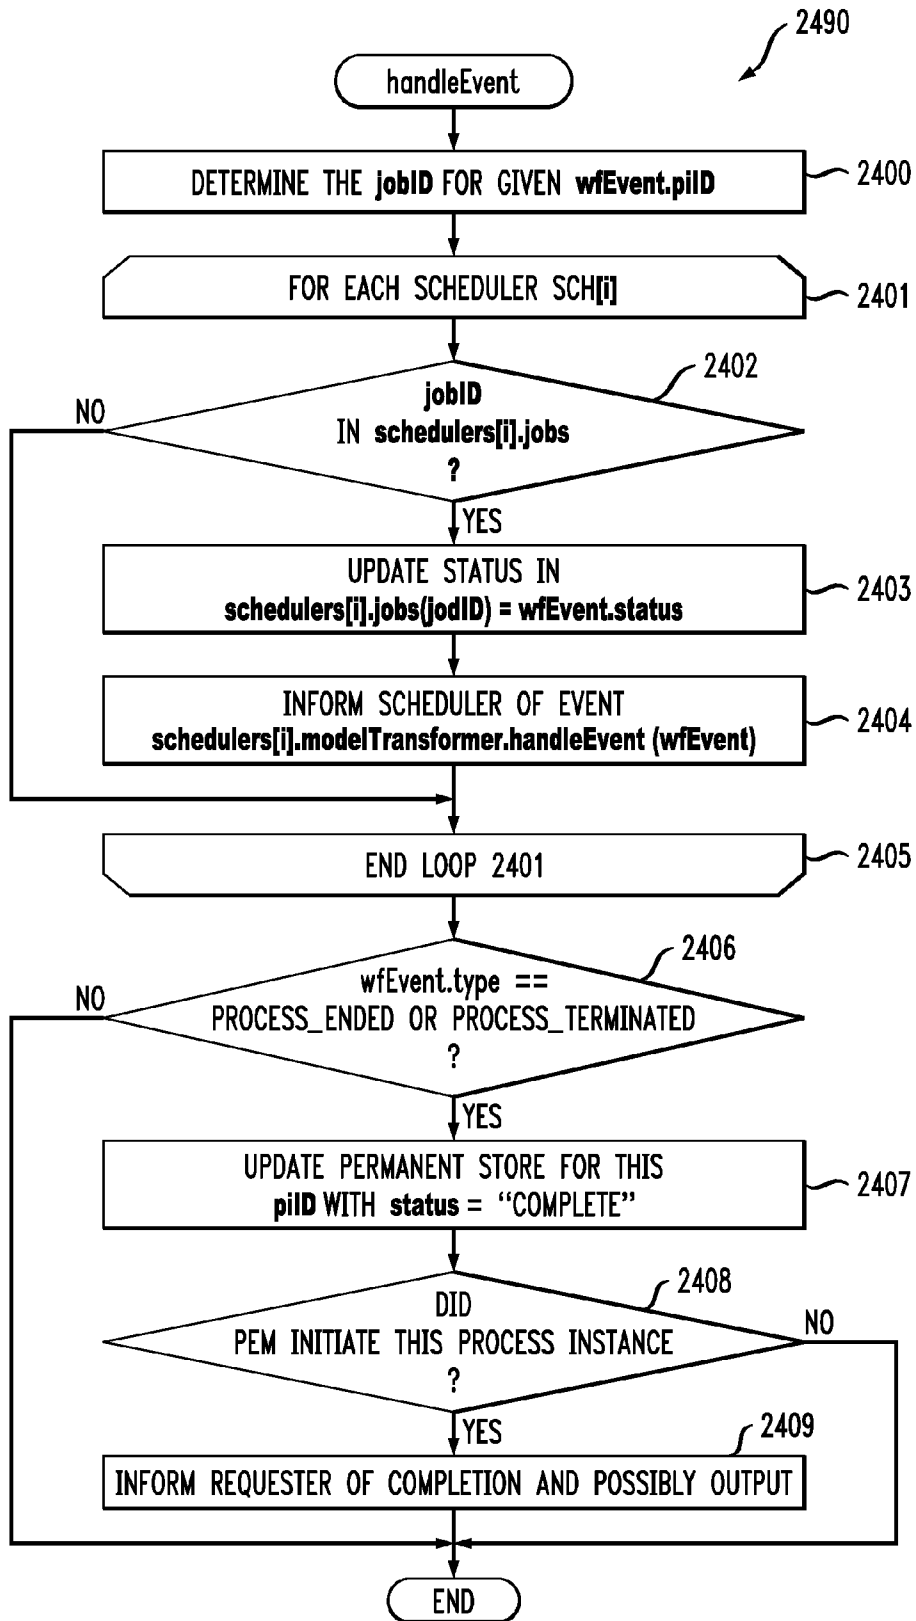 2490
handleEvent
DETERMINE THE jobID FOR GIVEN wfEvent.piID
2400
FOR EACH SCHEDULER SCH[i]
2401
2402
jobID
IN schedulers[i].jobs
?
NO
YES
UPDATE STATUS IN
schedulers[i].jobs(jodID) = wfEvent.status
2403
INFORM SCHEDULER OF EVENT
schedulers[i].modelTransformer.handleEvent (wfEvent)
2404
END LOOP 2401
2405
2406
wfEvent.type ==
PROCESS_ENDED OR PROCESS_TERMINATED
?
NO
YES
UPDATE PERMANENT STORE FOR THIS
piID WITH status = “COMPLETE”
2407
2408
DID
PEM INITIATE THIS PROCESS INSTANCE
?
NO
YES
2409
INFORM REQUESTER OF COMPLETION AND POSSIBLY OUTPUT
END